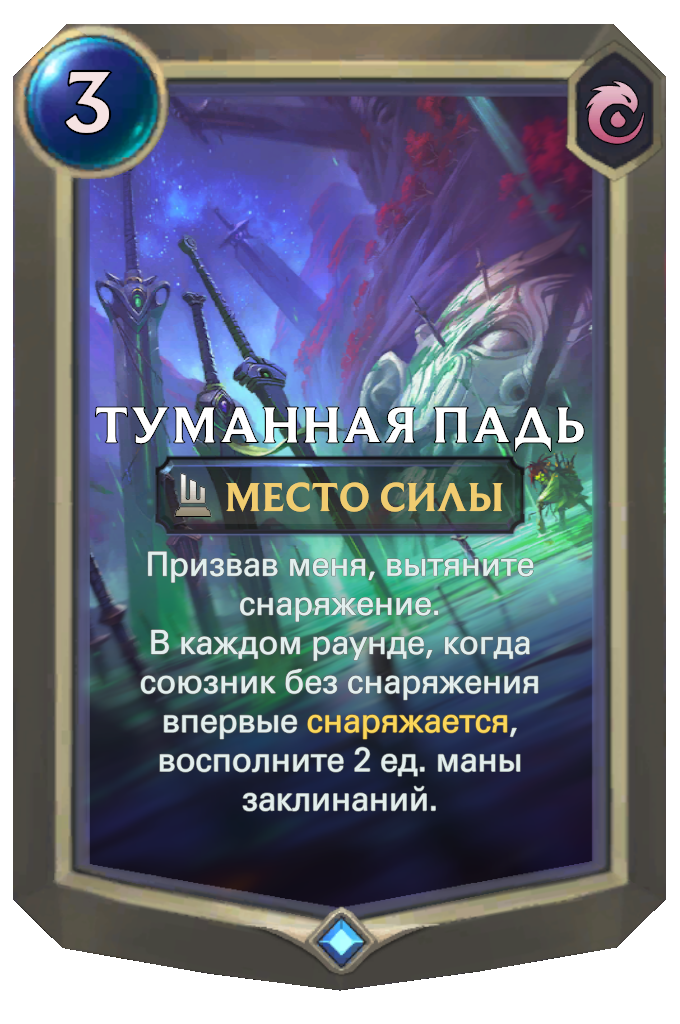 3
ТУМАННАЯ ПАДЬ
МЕСТО СИЛЫ
Призвав меня, вытяните
снаряжение.
В каждом раунде, когда
союзник без снаряжения
впервые снаряжается,
восполните 2 ед. маны
заклинаний.